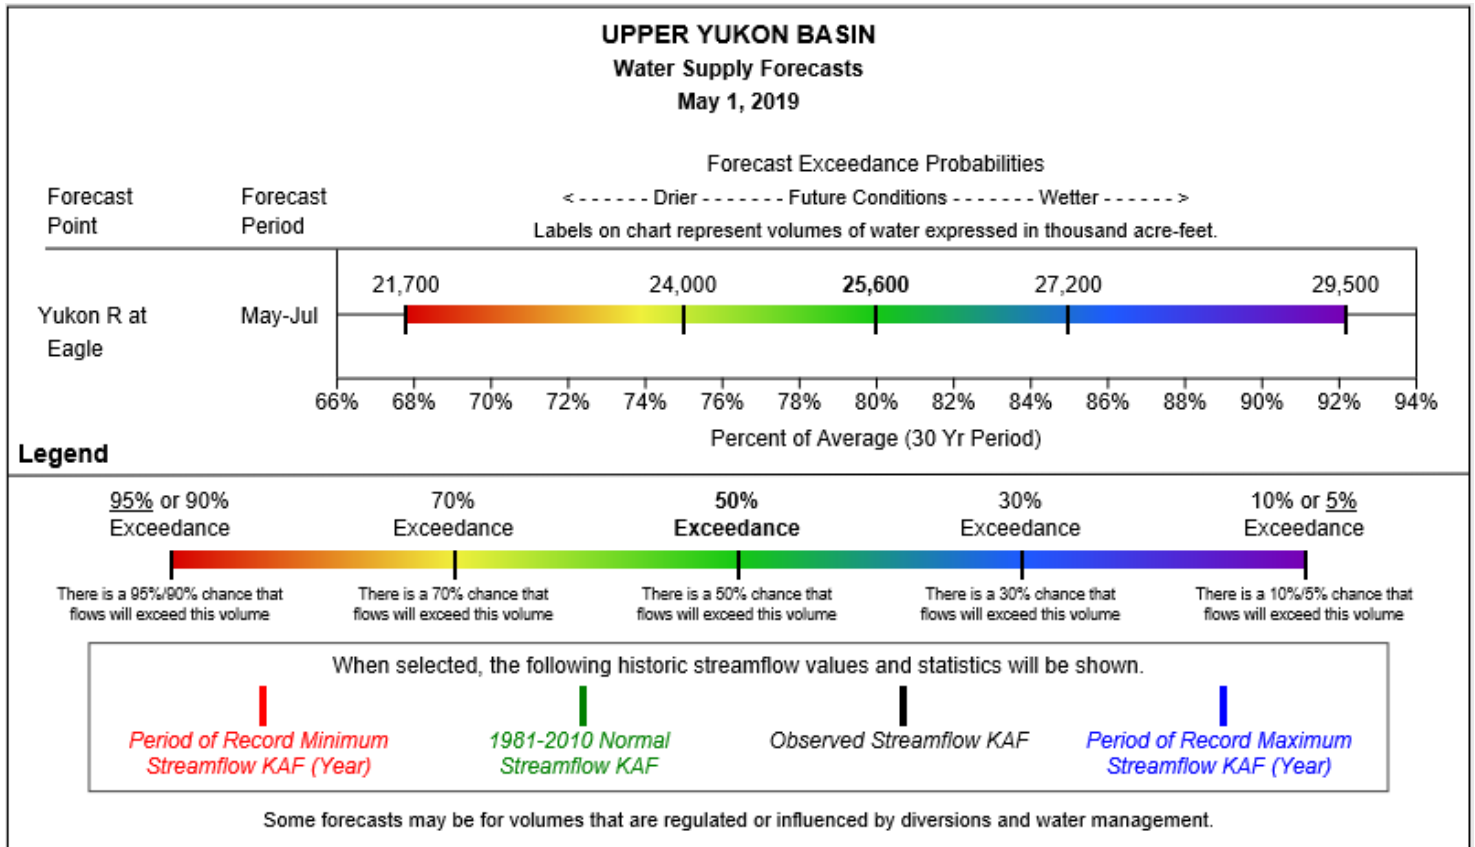 UPPER YUKON BASIN
Water Supply Forecasts
May 1, 2019
Forecast Exceedance Probabilities
Forecast Point
Forecast Period
<------ Drier ------- Future Conditions ------- Wetter ------>
Labels on chart represent volumes of water expressed in thousand acre-feet.
21,700 24,000 25,600 27,200 29,500
Yukon R at Eagle
May-Jul
66% 68% 70% 72% 74% 76% 78% 80% 82% 84% 86% 88% 90% 92% 94%
Percent of Average (30 Yr Period)
Legend
95% or 90% Exceedance
70% Exceedance
50% Exceedance
30% Exceedance
10% or 5% Exceedance
There is a 95%/90% chance that
flows will exceed this volume
There is a 70% chance that
flows will exceed this volume
There is a 50% chance that
flows will exceed this volume
There is a 30% chance that
flows will exceed this volume
There is a 10%/5% chance that
flows will exceed this volume
When selected, the following historic streamflow values and statistics will be shown.
Period of Record Minimum
Streamflow KAF (Year)
1981-2010 Normal
Streamflow KAF
Observed Streamflow KAF
Period of Record Maximum
Streamflow KAF (Year)
Some forecasts may be for volumes that are regulated or influenced by diversions and water management.